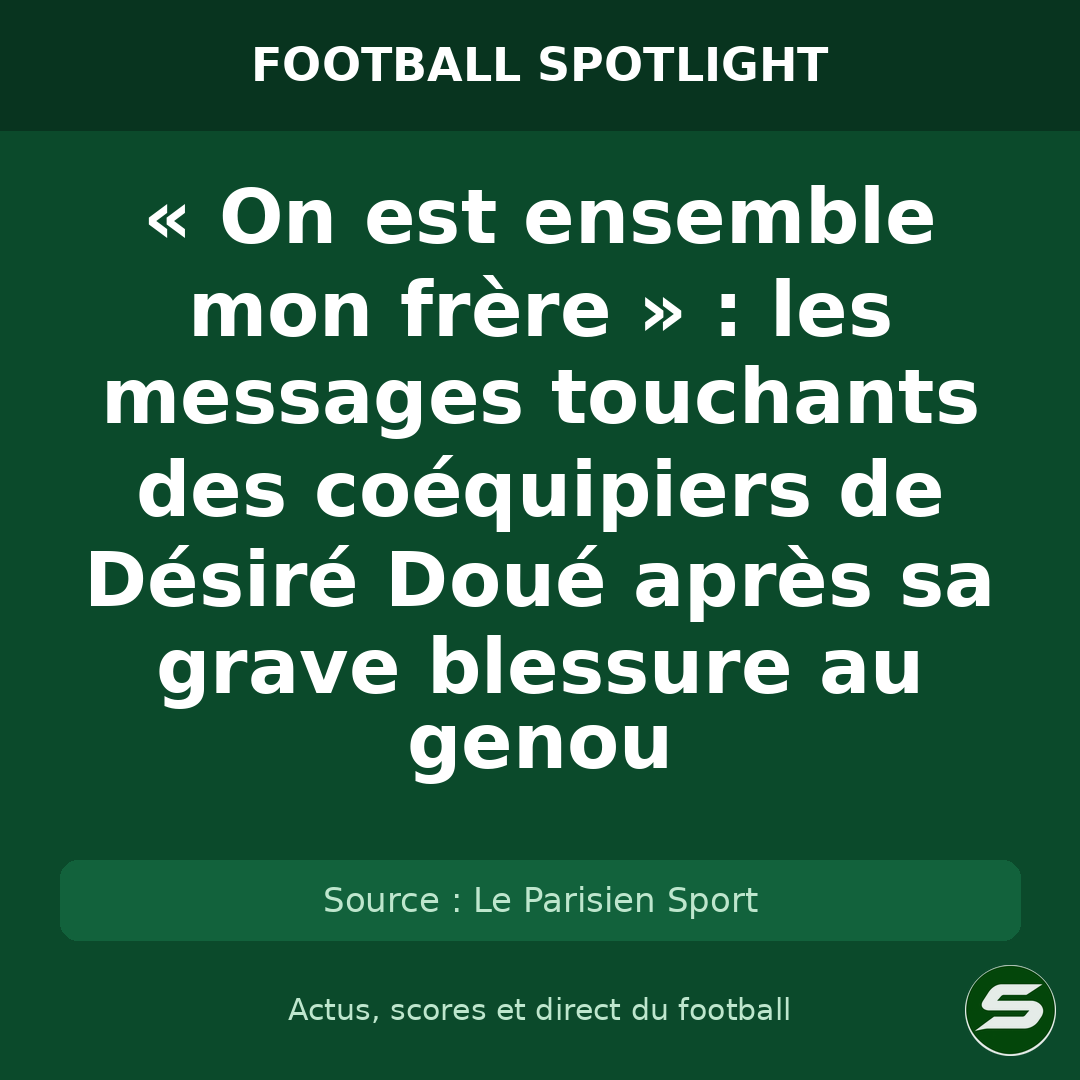 FOOTBALL SPOTLIGHT
« On est ensemble
mon frère » : les
messages touchants
des coéquipiers de
Désiré Doué après sa
grave blessure au
genou
Source : Le Parisien Sport
Actus, scores et direct du football
S